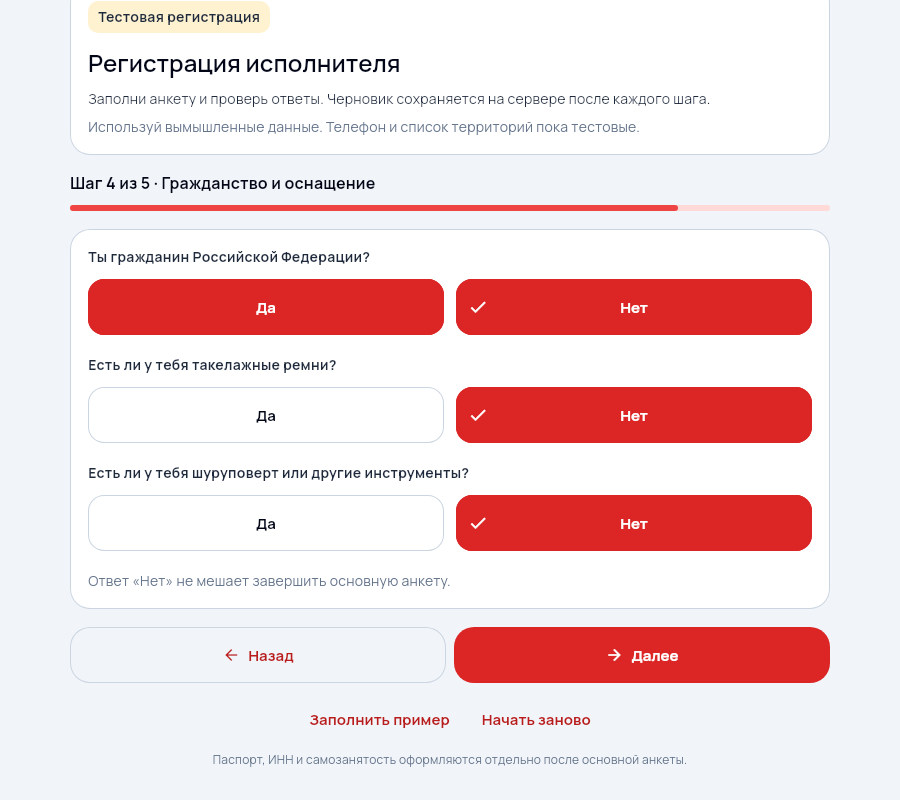 Тестовая регистрация
Регистрация исполнителя
Заполни анкету и проверь ответы. Черновик сохраняется на сервере после каждого шага.
Используй вымышленные данные. Телефон и список территорий пока тестовые.
Шаг 4 из 5 · Гражданство и оснащение
Ты гражданин Российской Федерации?
Да
Нет
Есть ли у тебя такелажные ремни?
Да
Нет
Есть ли у тебя шуруповерт или другие инструменты?
Да
Нет
Ответ «Нет» не мешает завершить основную анкету.
Назад
Далее
Заполнить пример
Начать заново
Паспорт, ИНН и самозанятость оформляются отдельно после основной анкеты.